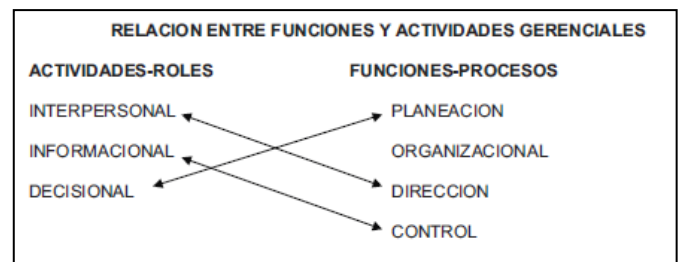 RELACION ENTRE FUNCIONES Y ACTIVIDADES GERENCIALES
ACTIVIDADES-ROLES FUNCIONES-PROCESOS
INTERPERSONAL PLANEACION
INFORMACIONAL ORGANIZACIONAL
DECISIONAL DIRECCION
CONTROL